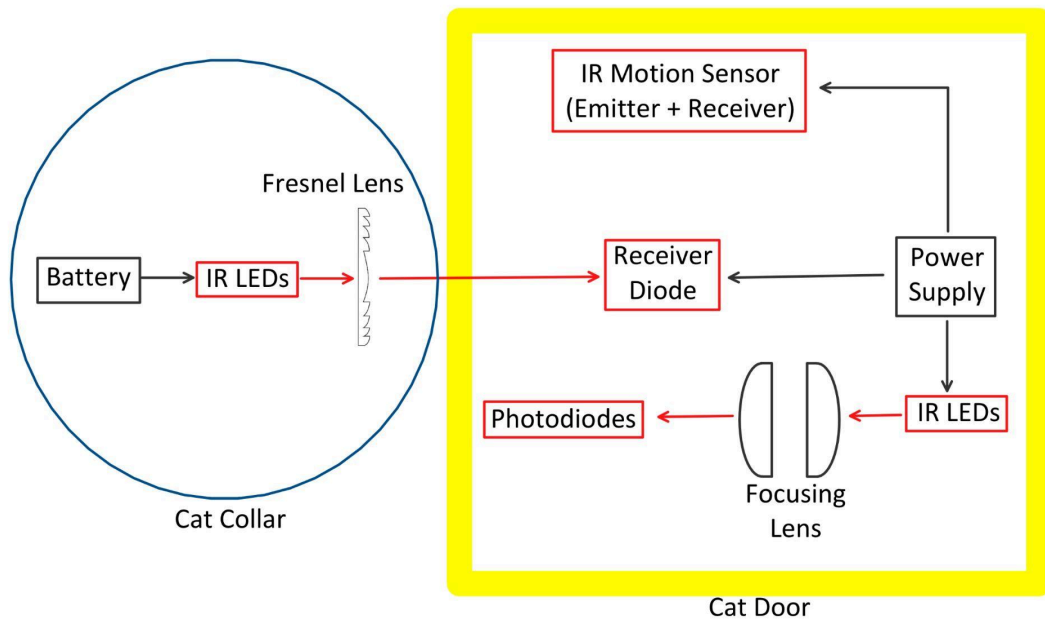 IR Motion Sensor
(Emitter + Receiver)
Fresnel Lens
Battery
IR LEDs
Receiver
Diode
Power
Supply
Photodiodes
IR LEDs
Focusing
Lens
Cat Collar
Cat Door